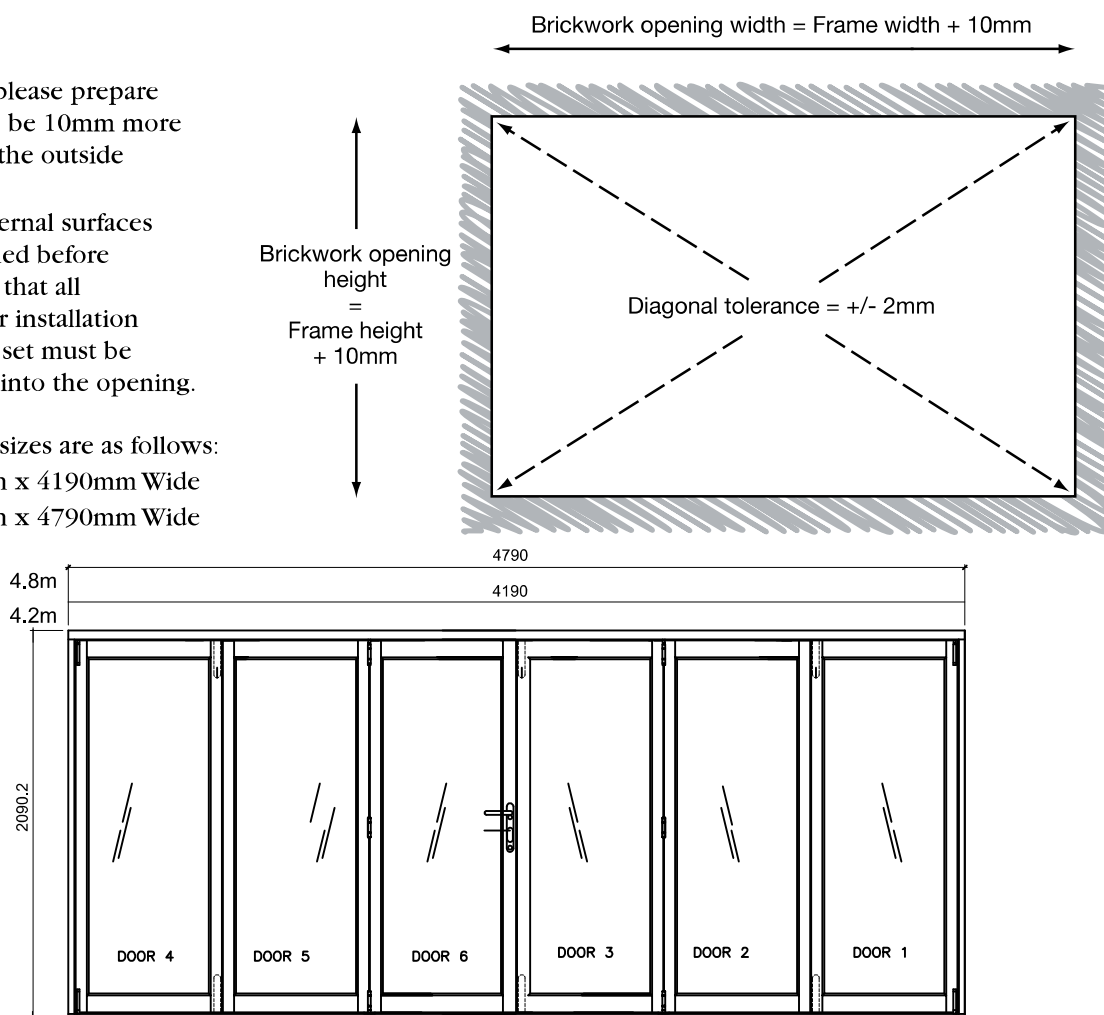 Brickwork opening width = Frame width + 10mm
please prepare
be 10mm more
the outside
ernal surfaces
ed before
that all
r installation
set must be
into the opening.
sizes are as follows:
x 4190mm Wide
x 4790mm Wide
Brickwork opening
height
=
Frame height
+ 10mm
Diagonal tolerance = +/- 2mm
4790
4.8m
4190
4.2m
2090.2
DOOR 4
DOOR 5
DOOR 6
DOOR 3
DOOR 2
DOOR 1